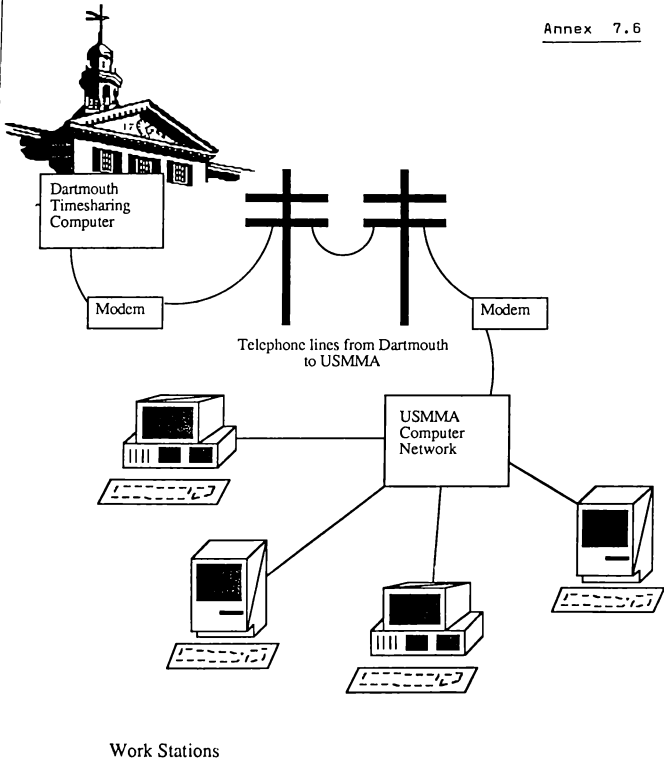 Annex 7.6
17
Dartmouth
Timesharing
Computer
Modem
Modem
Telephone lines from Dartmouth
to USMMA
USMMA
Computer
Network
Work Stations